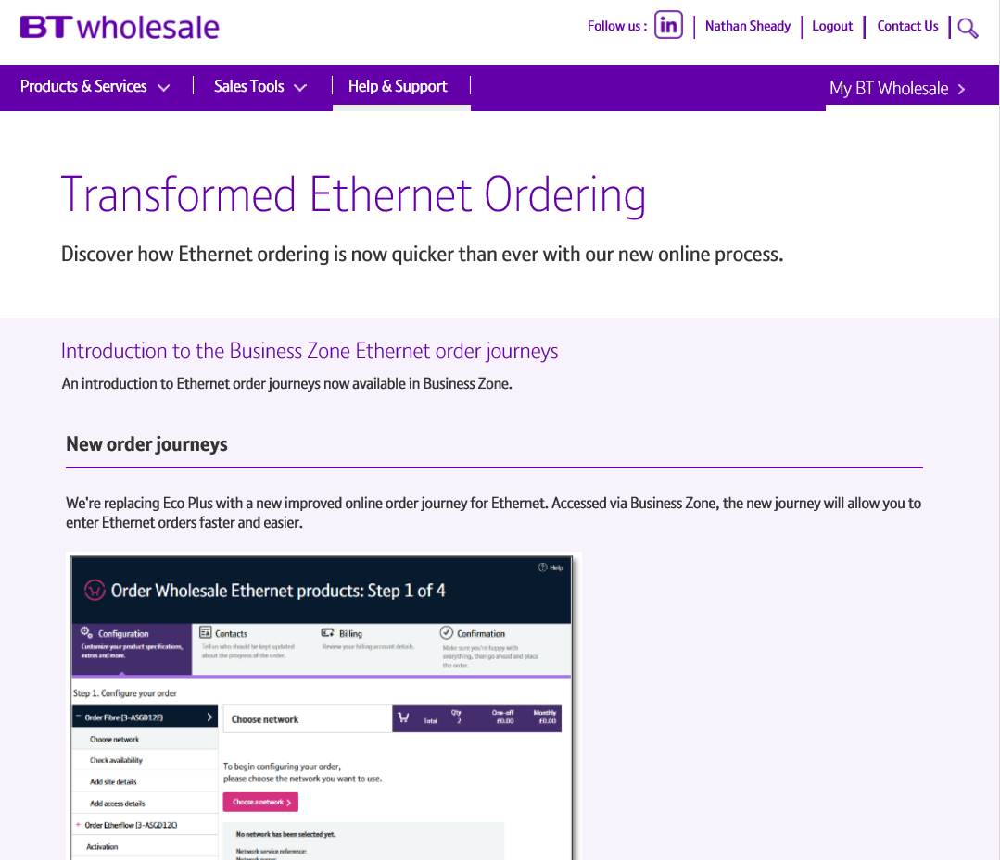 BT wholesale
Follow us : in Nathan Sheady Logout Contact Us
Products & Services Sales Tools Help & Support My BT Wholesale
Transformed Ethernet Ordering
Discover how Ethernet ordering is now quicker than ever with our new online process.
Introduction to the Business Zone Ethernet order journeys
An introduction to Ethernet order journeys now available in Business Zone.
New order journeys
We're replacing Eco Plus with a new improved online order journey for Ethernet. Accessed via Business Zone, the new journey will allow you to
enter Ethernet orders faster and easier.
? Help
Order Wholesale Ethernet products: Step 1 of 4
Configuration
Customize your product specifications,
extras and more.
Contacts
Tell us who should be kept updated
about the progress of the order.
Billing
Review your billing account details.
Confirmation
Make sure you're happy with
everything, then go ahead and place
the order.
Step 1. Configure your order
− Order Fibre (3-ASGD12F)
Choose network
Check availability
Add site details
Add access details
+ Order Etherflow (3-ASGD12C)
Activation
Choose network
Total
Qty
2
One-off
£0.00
Monthly
£0.00
To begin configuring your order,
please choose the network you want to use.
Choose a network
No network has been selected yet.
Network service reference:
Network name: